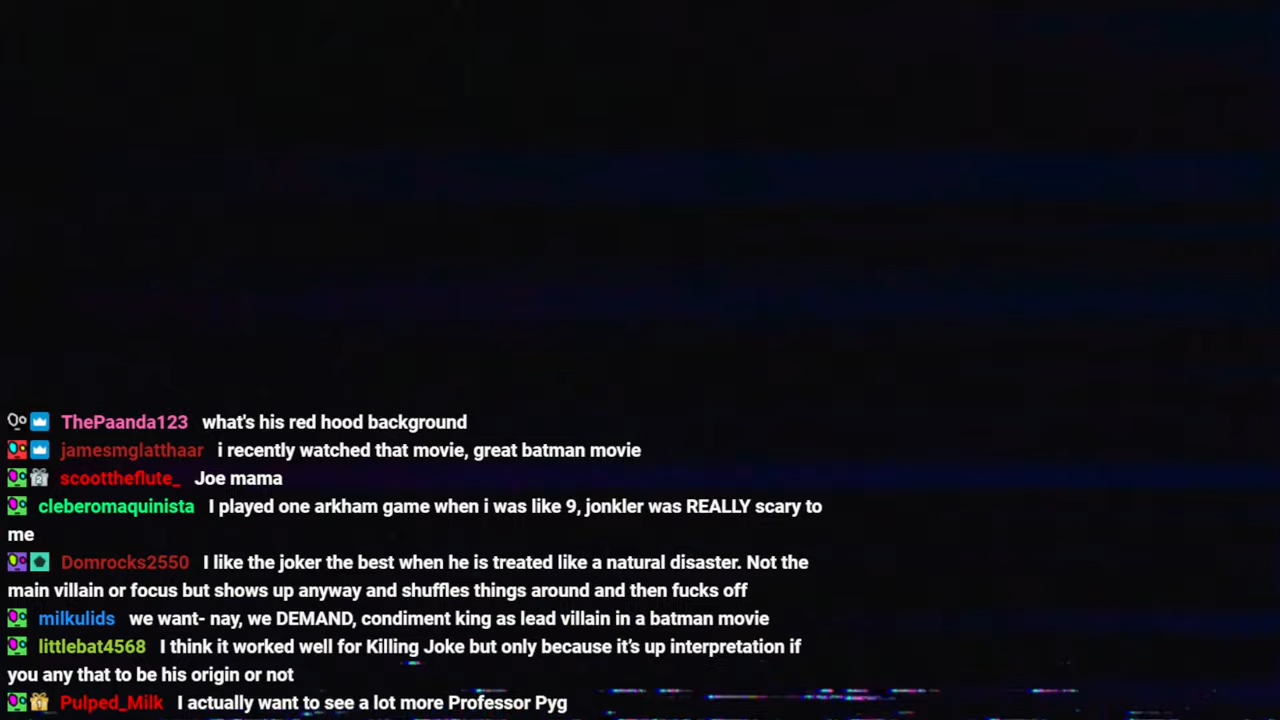 ThePaanda123 what's his red hood background
jamesmglatthaar i recently watched that movie, great batman movie
scoottheflute_ Joe mama
cleberomaquinista I played one arkham game when i was like 9, jonkler was REALLY scary to
me
Domrocks2550 I like the joker the best when he is treated like a natural disaster. Not the
main villain or focus but shows up anyway and shuffles things around and then fucks off
milkulids we want- nay, we DEMAND, condiment king as lead villain in a batman movie
littlebat4568 I think it worked well for Killing Joke but only because it’s up interpretation if
you any that to be his origin or not
Pulped_Milk I actually want to see a lot more Professor Pyg